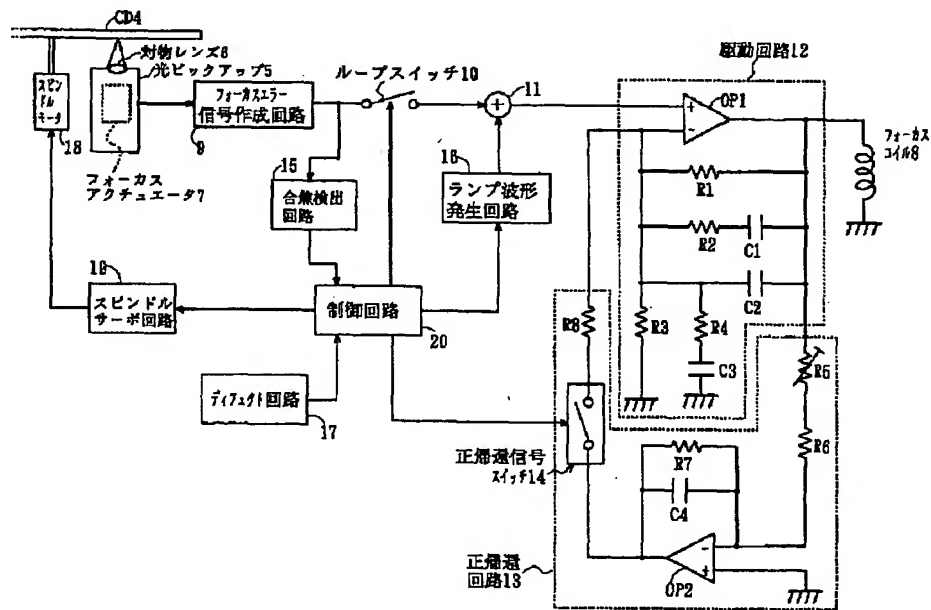 CD4
対物レンズ6
光ピックアップ5
スピンドル
モータ
18
フォーカスエラー
信号作成回路
9
ループスイッチ10
11
駆動回路12
OP1
フォーカス
コイル8
フォーカス
アクチュエータ7
15
合焦検出
回路
16
ランプ波形
発生回路
R1
R2
C1
C2
19
スピンドル
サーボ回路
制御回路
20
R8
R3
R4
C3
R5
ディフェクト回路
17
正帰還信号
スイッチ14
R7
C4
R6
正帰還
回路13
OP2